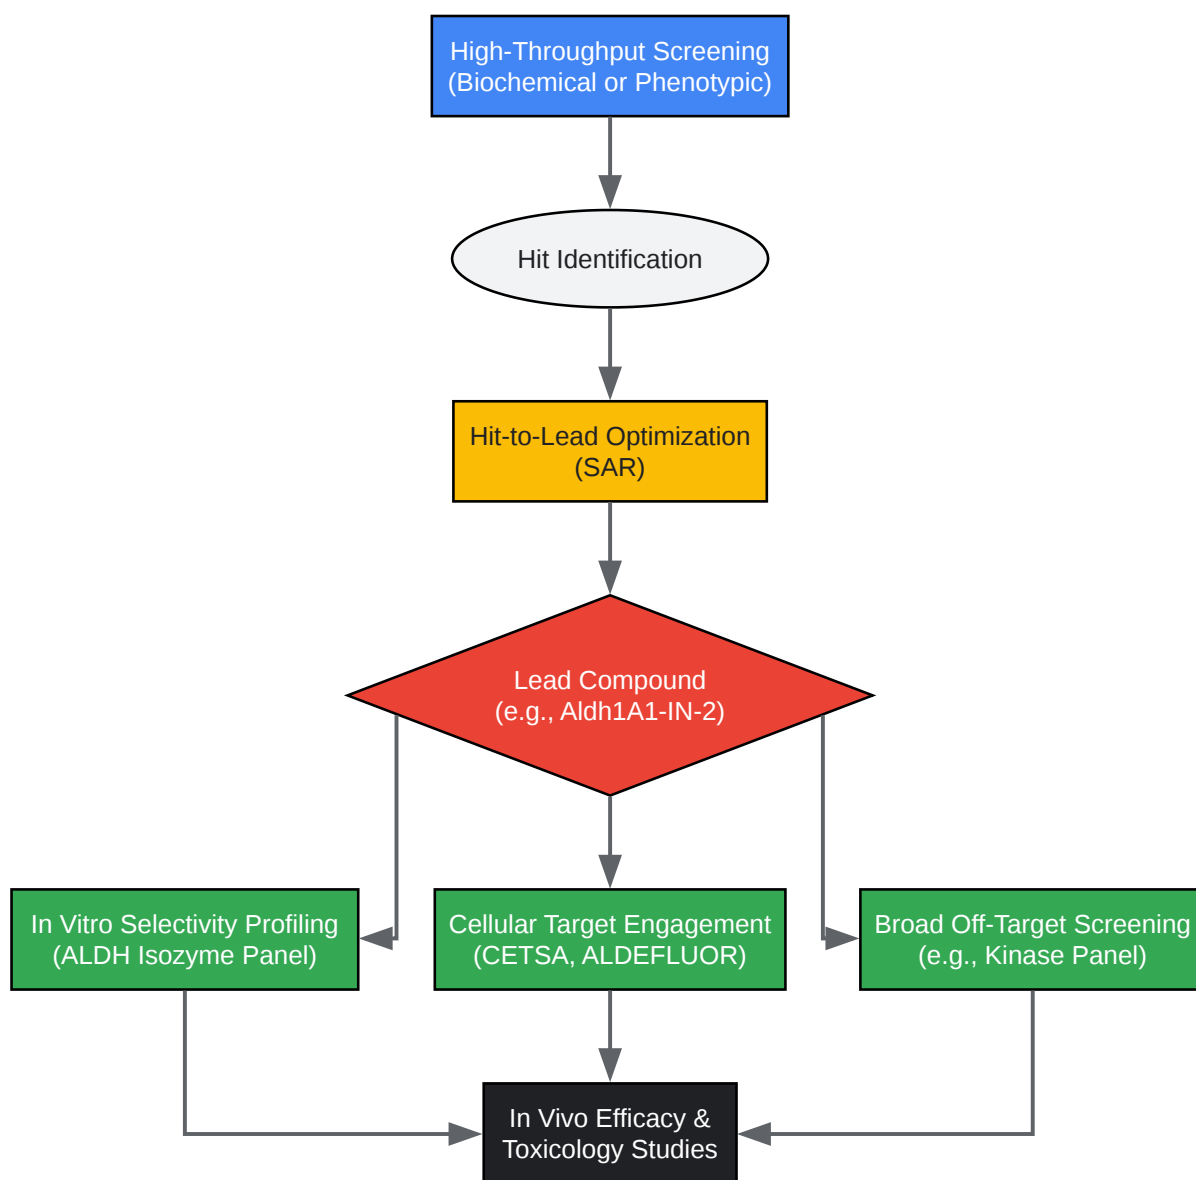 High-Throughput Screening
(Biochemical or Phenotypic)
Hit Identification
Hit-to-Lead Optimization
(SAR)
Lead Compound
(e.g., Aldh1A1-IN-2)
In Vitro Selectivity Profiling
(ALDH Isozyme Panel)
Cellular Target Engagement
(CETSA, ALDEFLUOR)
Broad Off-Target Screening
(e.g., Kinase Panel)
In Vivo Efficacy &
Toxicology Studies